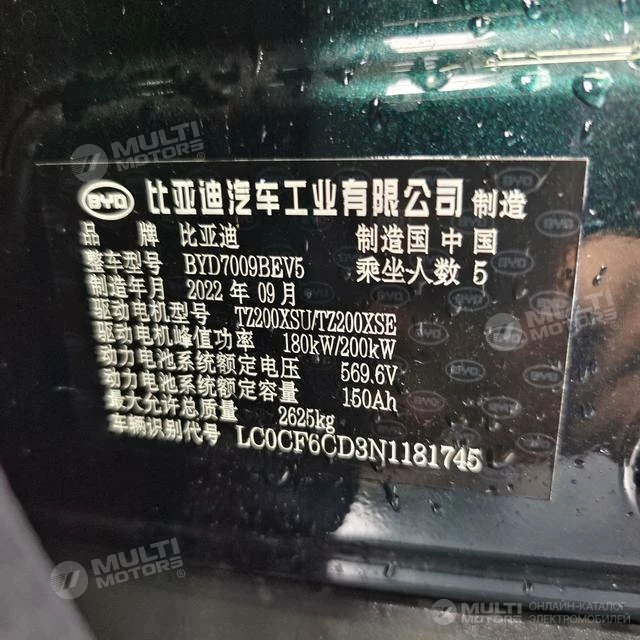 MULTI MOTORS
BYD 比亚迪汽车工业有限公司 制造
品 牌 比亚迪 制造国 中国
整车型号 BYD7009BEV5 乘坐人数 5
制造年月 2022 年 09 月
驱动电机型号 TZ200XSU/TZ200XSE
驱动电机峰值功率 180kW/200kW
动力电池系统额定电压 569.6V
动力电池系统额定容量 150Ah
最大允许总质量 2625kg
车辆识别代号 LC0CF6CD3N1181745
MULTI MOTORS
MULTI MOTORS
MULTI MOTORS
ОНЛАЙН-КАТАЛОГ
ЭЛЕКТРОМОБИЛЕЙ